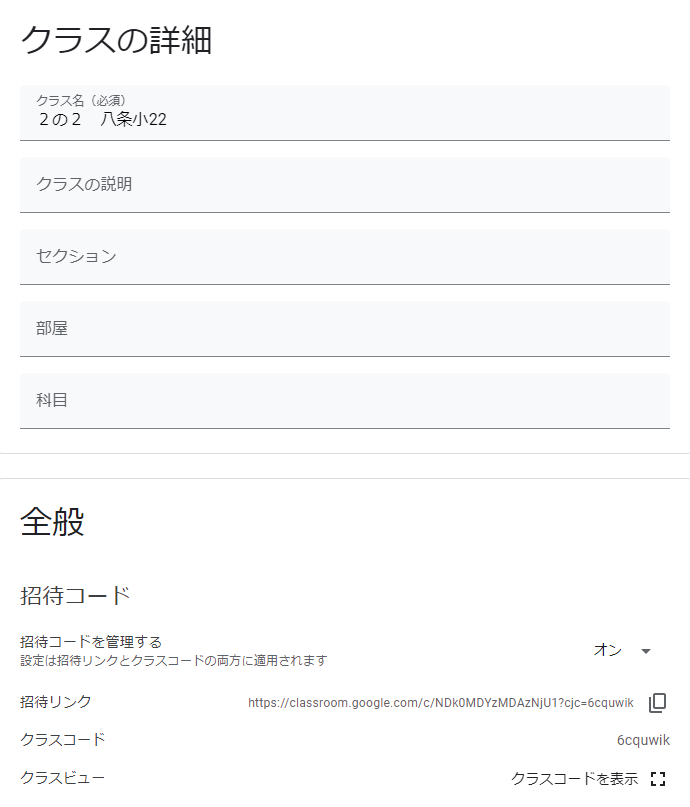 クラスの詳細
クラス名（必須）
２の２　八条小22
クラスの説明
セクション
部屋
科目
全般
招待コード
招待コードを管理する
オン
設定は招待リンクとクラスコードの両方に適用されます
招待リンク https://classroom.google.com/c/NDk0MDYzMDAzNjU1?cjc=6cquwik
クラスコード 6cquwik
クラスビュー クラスコードを表示